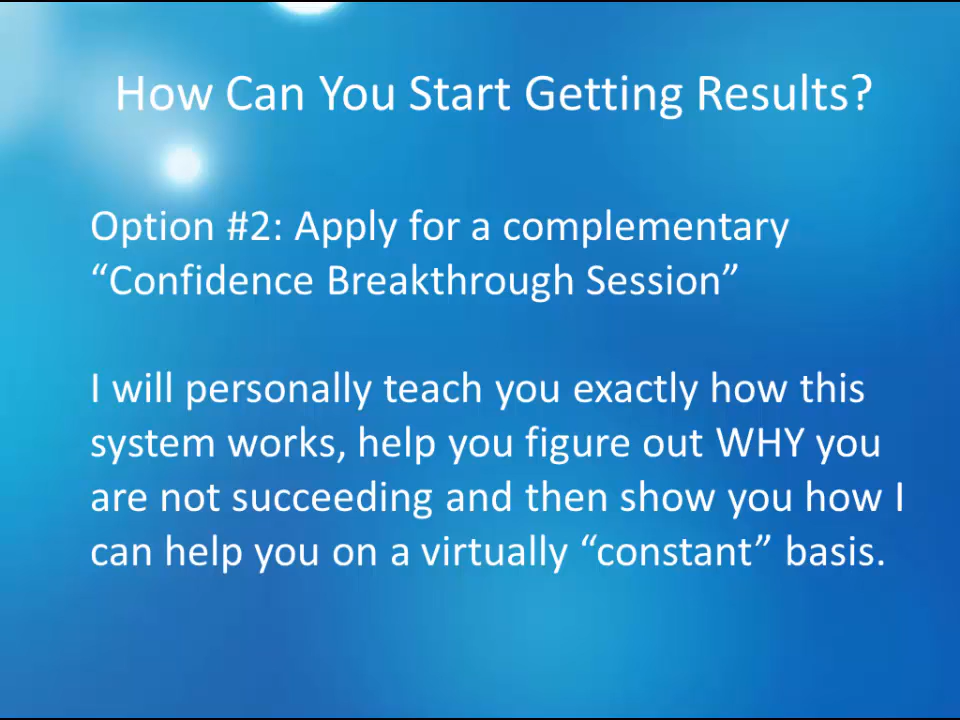 How Can You Start Getting Results?
Option #2: Apply for a complementary
“Confidence Breakthrough Session”
I will personally teach you exactly how this
system works, help you figure out WHY you
are not succeeding and then show you how I
can help you on a virtually “constant” basis.